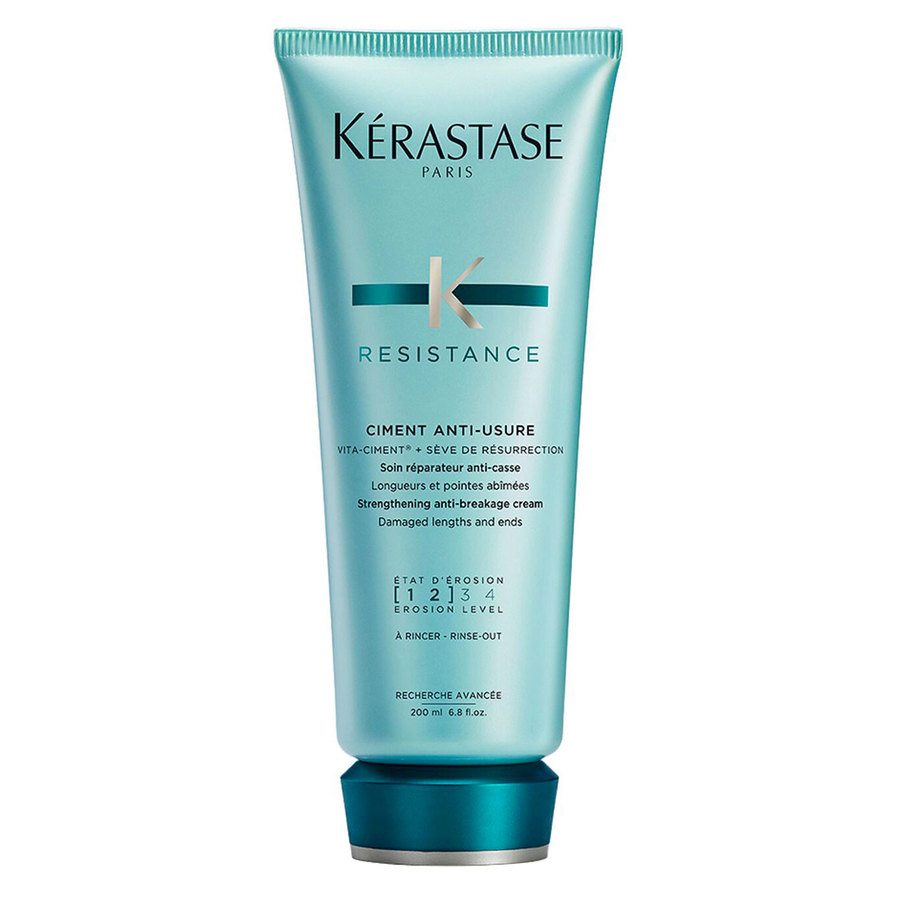 KÉRASTASE
PARIS
K
RESISTANCE
CIMENT ANTI-USURE
VITA-CIMENT® + SÈVE DE RÉSURRECTION
Soin réparateur anti-casse
Longueurs et pointes abîmées
Strengthening anti-breakage cream
Damaged lengths and ends
ÉTAT D'ÉROSION
[1 2]3 4
EROSION LEVEL
À RINCER - RINSE-OUT
RECHERCHE AVANCÉE
200 ml 6.8 fl.oz.